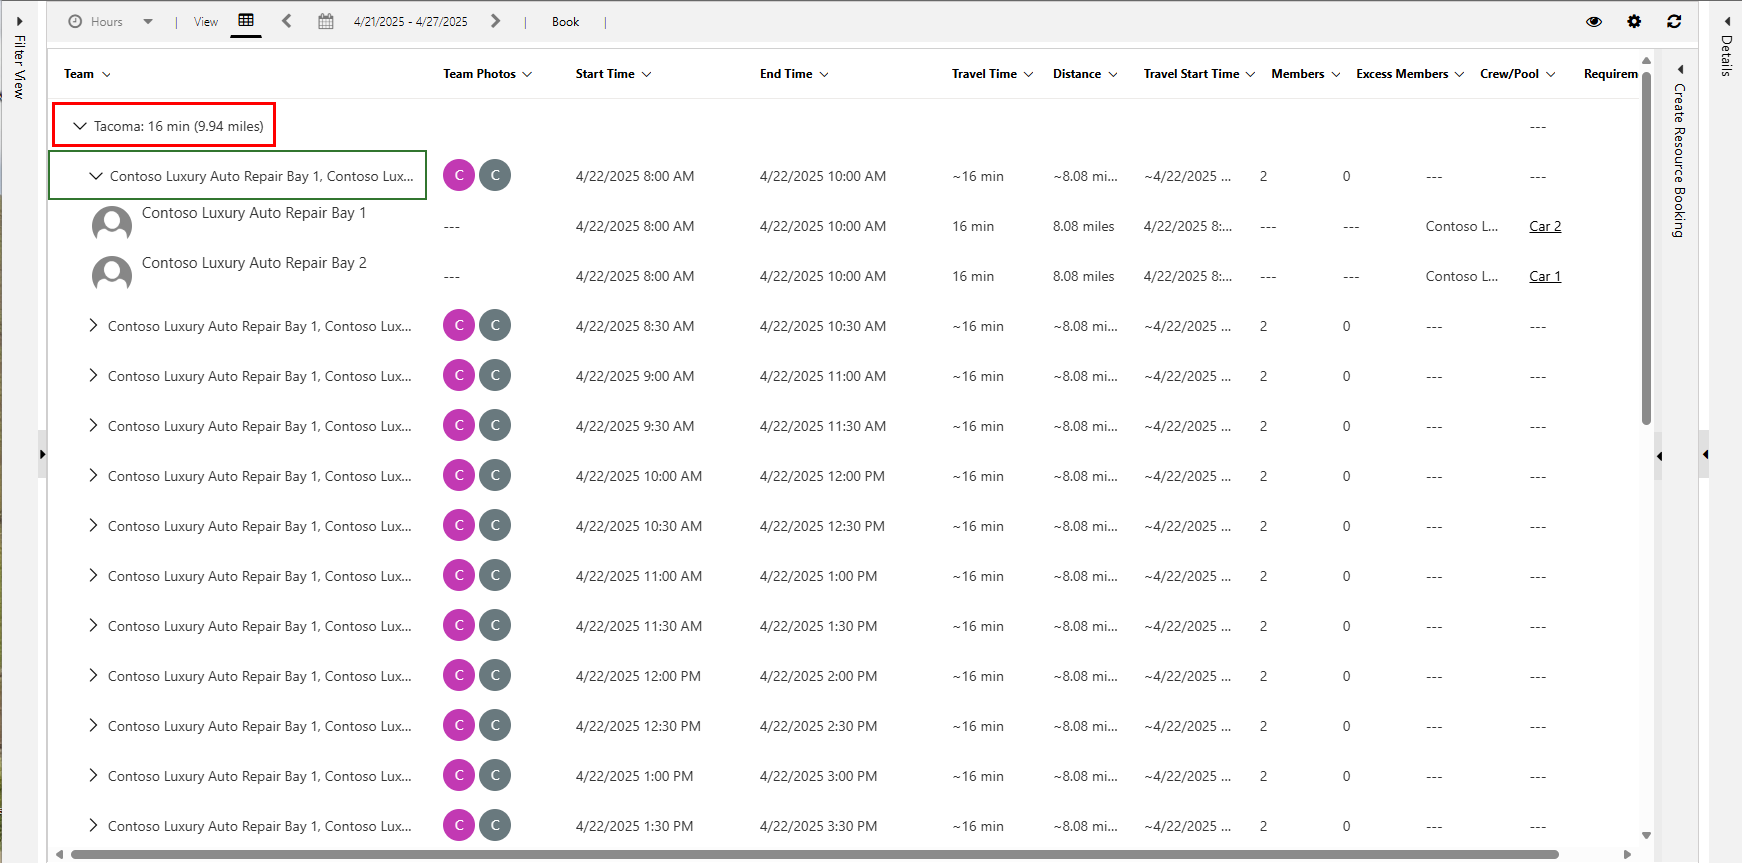 Hours | View 4/21/2025 - 4/27/2025 | Book |
Filter View
Details
Create Resource Booking
Team Team Photos Start Time End Time Travel Time Distance Travel Start Time Members Excess Members Crew/Pool Requirem
Tacoma: 16 min (9.94 miles) ---
Contoso Luxury Auto Repair Bay 1, Contoso Lux... C C 4/22/2025 8:00 AM 4/22/2025 10:00 AM ~16 min ~8.08 mi... ~4/22/2025 ... 2 0 --- ---
Contoso Luxury Auto Repair Bay 1 --- 4/22/2025 8:00 AM 4/22/2025 10:00 AM 16 min 8.08 miles 4/22/2025 8:... --- --- Contoso L... Car 2
Contoso Luxury Auto Repair Bay 2 --- 4/22/2025 8:00 AM 4/22/2025 10:00 AM 16 min 8.08 miles 4/22/2025 8:... --- --- Contoso L... Car 1
Contoso Luxury Auto Repair Bay 1, Contoso Lux... C C 4/22/2025 8:30 AM 4/22/2025 10:30 AM ~16 min ~8.08 mi... ~4/22/2025 ... 2 0 --- ---
Contoso Luxury Auto Repair Bay 1, Contoso Lux... C C 4/22/2025 9:00 AM 4/22/2025 11:00 AM ~16 min ~8.08 mi... ~4/22/2025 ... 2 0 --- ---
Contoso Luxury Auto Repair Bay 1, Contoso Lux... C C 4/22/2025 9:30 AM 4/22/2025 11:30 AM ~16 min ~8.08 mi... ~4/22/2025 ... 2 0 --- ---
Contoso Luxury Auto Repair Bay 1, Contoso Lux... C C 4/22/2025 10:00 AM 4/22/2025 12:00 PM ~16 min ~8.08 mi... ~4/22/2025 ... 2 0 --- ---
Contoso Luxury Auto Repair Bay 1, Contoso Lux... C C 4/22/2025 10:30 AM 4/22/2025 12:30 PM ~16 min ~8.08 mi... ~4/22/2025 ... 2 0 --- ---
Contoso Luxury Auto Repair Bay 1, Contoso Lux... C C 4/22/2025 11:00 AM 4/22/2025 1:00 PM ~16 min ~8.08 mi... ~4/22/2025 ... 2 0 --- ---
Contoso Luxury Auto Repair Bay 1, Contoso Lux... C C 4/22/2025 11:30 AM 4/22/2025 1:30 PM ~16 min ~8.08 mi... ~4/22/2025 ... 2 0 --- ---
Contoso Luxury Auto Repair Bay 1, Contoso Lux... C C 4/22/2025 12:00 PM 4/22/2025 2:00 PM ~16 min ~8.08 mi... ~4/22/2025 ... 2 0 --- ---
Contoso Luxury Auto Repair Bay 1, Contoso Lux... C C 4/22/2025 12:30 PM 4/22/2025 2:30 PM ~16 min ~8.08 mi... ~4/22/2025 ... 2 0 --- ---
Contoso Luxury Auto Repair Bay 1, Contoso Lux... C C 4/22/2025 1:00 PM 4/22/2025 3:00 PM ~16 min ~8.08 mi... ~4/22/2025 ... 2 0 --- ---
Contoso Luxury Auto Repair Bay 1, Contoso Lux... C C 4/22/2025 1:30 PM 4/22/2025 3:30 PM ~16 min ~8.08 mi... ~4/22/2025 ... 2 0 --- ---